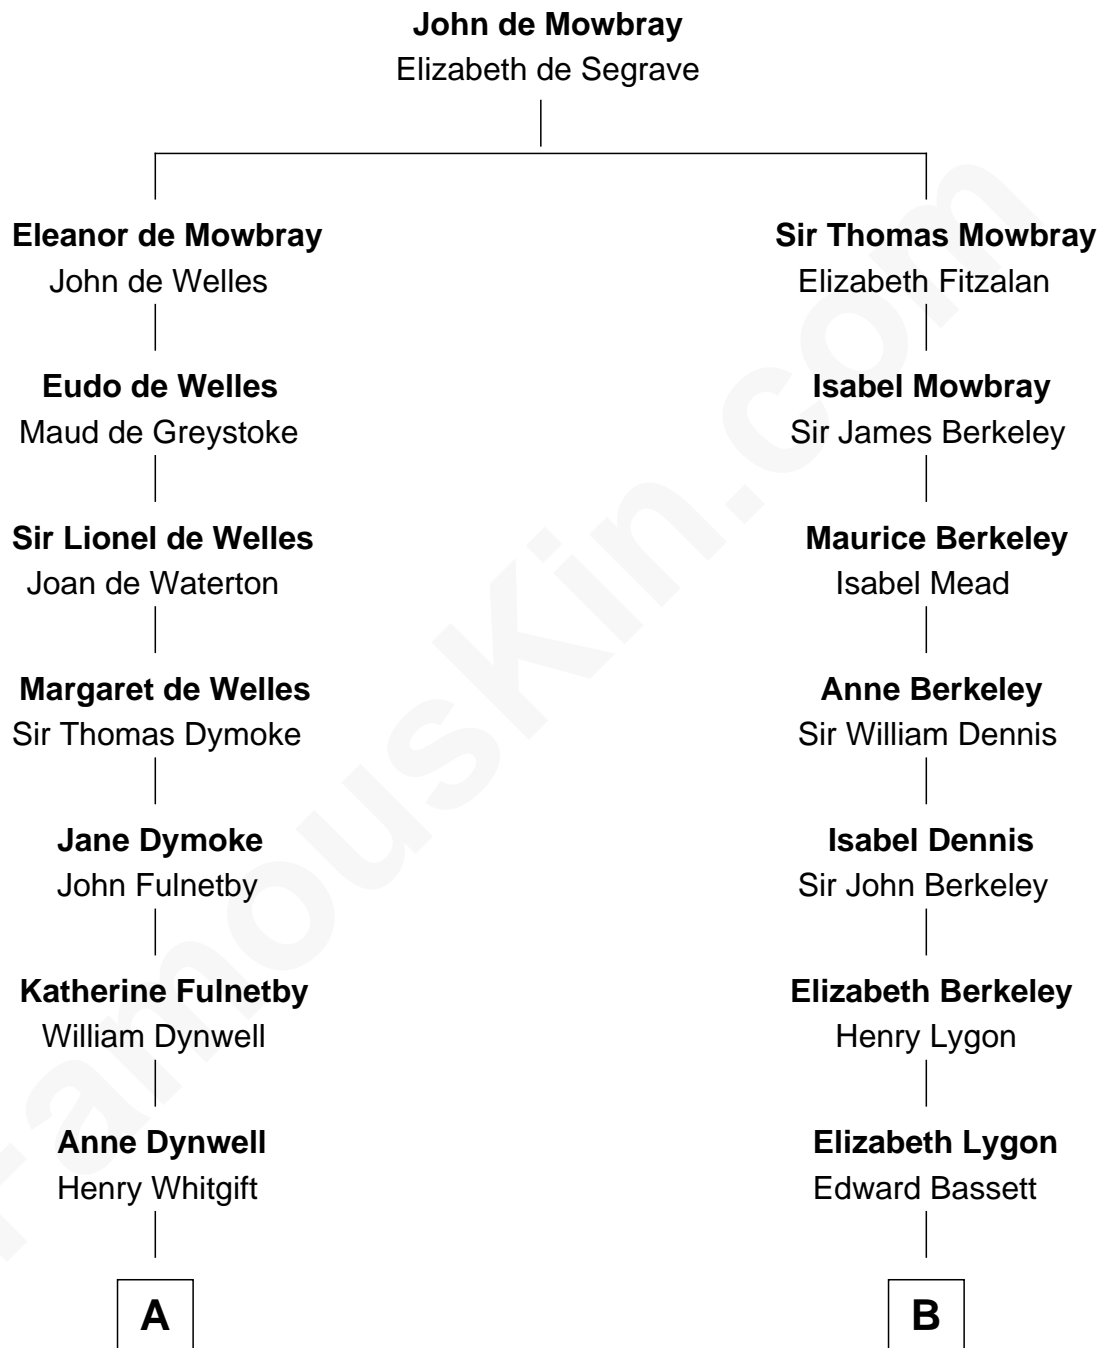 John de Mowbray
Elizabeth de Segrave
Eleanor de Mowbray
John de Welles
Sir Thomas Mowbray
Elizabeth Fitzalan
Eudo de Welles
Maud de Greystoke
Isabel Mowbray
Sir James Berkeley
Sir Lionel de Welles
Joan de Waterton
Maurice Berkeley
Isabel Mead
Margaret de Welles
Sir Thomas Dymoke
Anne Berkeley
Sir William Dennis
Jane Dymoke
John Fulnetby
Isabel Dennis
Sir John Berkeley
Katherine Fulnetby
William Dynwell
Elizabeth Berkeley
Henry Lygon
Anne Dynwell
Henry Whitgift
Elizabeth Lygon
Edward Bassett
A
B
FamousKin.com